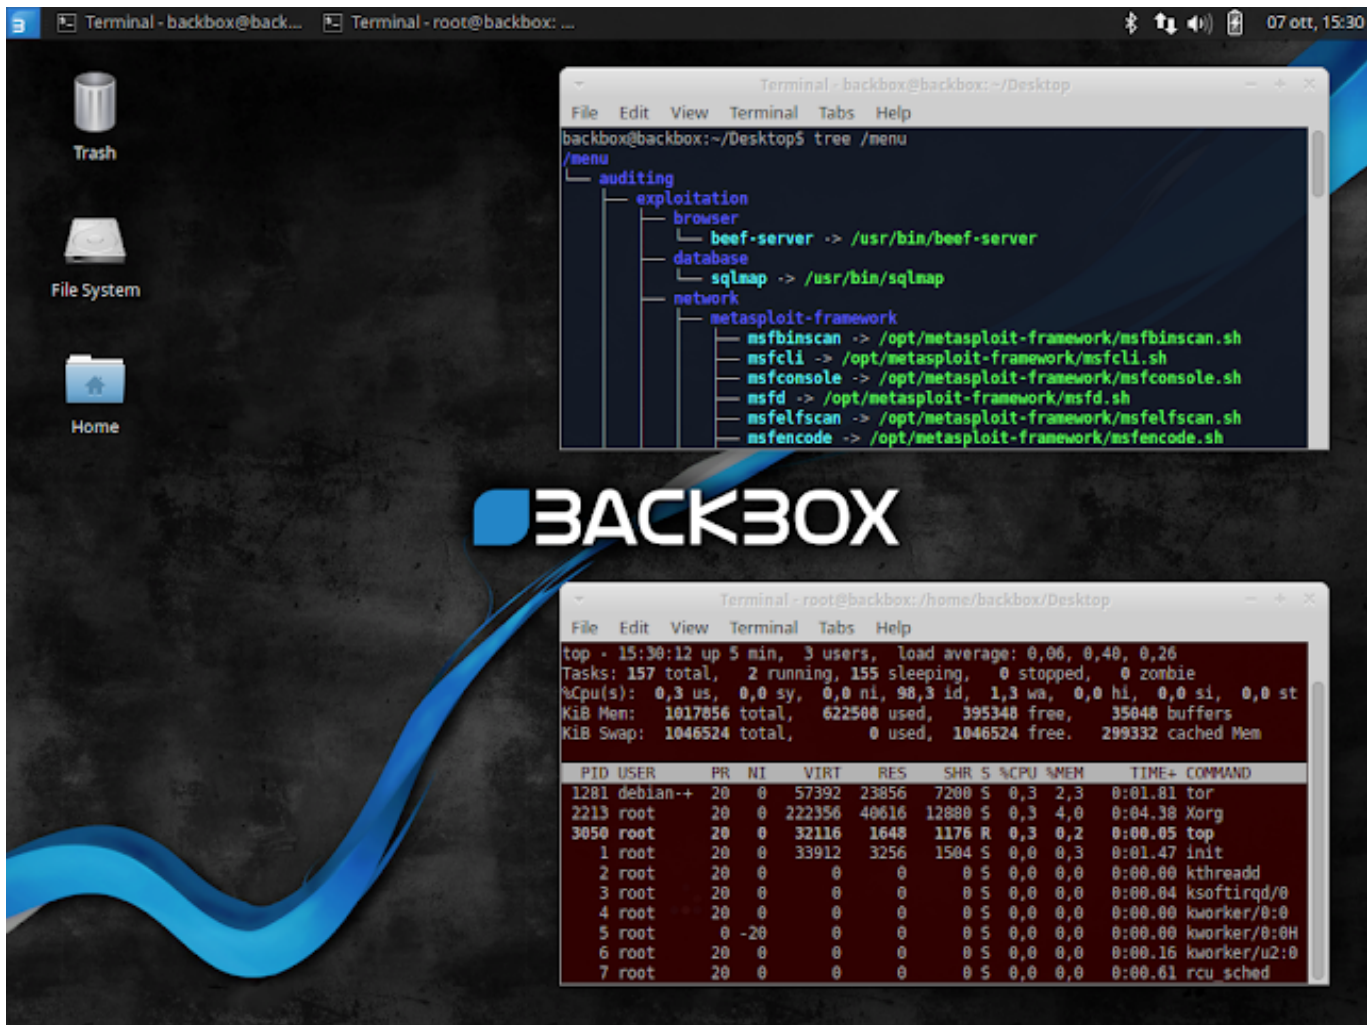 Terminal - backbox@back...
Terminal - root@backbox: ...
07 ott, 15:30
Trash
File System
Home
Terminal - backbox@backbox: ~/Desktop
File Edit View Terminal Tabs Help
backbox@backbox:~/Desktop$ tree /menu
/menu
└── auditing
├── exploitation
├── browser
└── beef-server -> /usr/bin/beef-server
├── database
└── sqlmap -> /usr/bin/sqlmap
├── network
├── metasploit-framework
├── msfbinscan -> /opt/metasploit-framework/msfbinscan.sh
├── msfcli -> /opt/metasploit-framework/msfcli.sh
├── msfconsole -> /opt/metasploit-framework/msfconsole.sh
├── msfd -> /opt/metasploit-framework/msfd.sh
├── msfelfscan -> /opt/metasploit-framework/msfelfscan.sh
├── msfencode -> /opt/metasploit-framework/msfencode.sh
BACKBOX
Terminal - root@backbox: /home/backbox/Desktop
File Edit View Terminal Tabs Help
top - 15:30:12 up 5 min, 3 users, load average: 0,06, 0,40, 0,26
Tasks: 157 total, 2 running, 155 sleeping, 0 stopped, 0 zombie
%Cpu(s): 0,3 us, 0,0 sy, 0,0 ni, 98,3 id, 1,3 wa, 0,0 hi, 0,0 si, 0,0 st
KiB Mem: 1017856 total, 622508 used, 395348 free, 35048 buffers
KiB Swap: 1046524 total, 0 used, 1046524 free. 299332 cached Mem
PID USER PR NI VIRT RES SHR S %CPU %MEM TIME+ COMMAND
1281 debian-+ 20 0 57392 23856 7200 S 0,3 2,3 0:01.81 tor
2213 root 20 0 222356 40616 12880 S 0,3 4,0 0:04.38 Xorg
3050 root 20 0 32116 1648 1176 R 0,3 0,2 0:00.05 top
1 root 20 0 33912 3256 1504 S 0,0 0,3 0:01.47 init
2 root 20 0 0 0 0 S 0,0 0,0 0:00.00 kthreadd
3 root 20 0 0 0 0 S 0,0 0,0 0:00.04 ksoftirqd/0
4 root 20 0 0 0 0 S 0,0 0,0 0:00.00 kworker/0:0
5 root 0 -20 0 0 0 S 0,0 0,0 0:00.00 kworker/0:0H
6 root 20 0 0 0 0 S 0,0 0,0 0:00.16 kworker/u2:0
7 root 20 0 0 0 0 S 0,0 0,0 0:00.61 rcu_sched